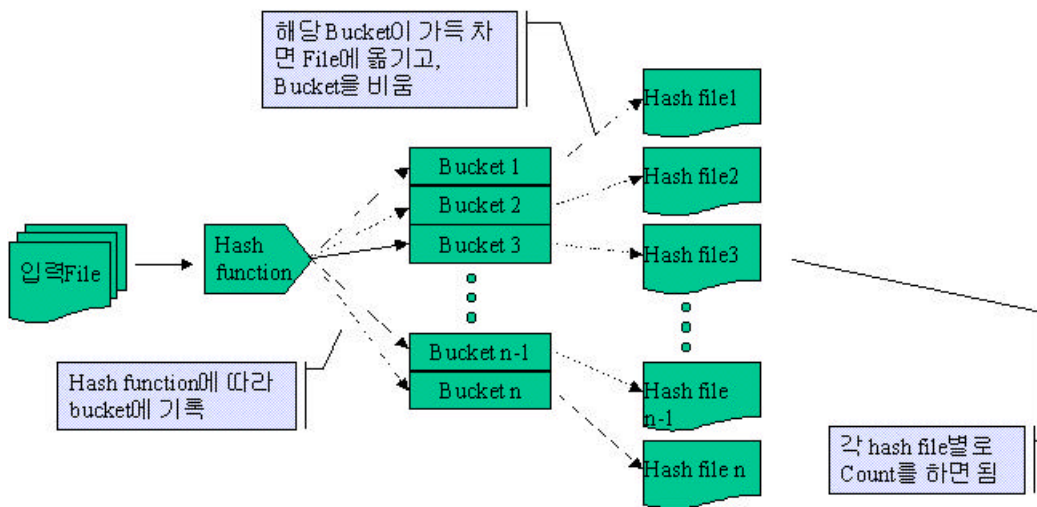 해당 Bucket이 가득 차
면 File에 옮기고,
Bucket을 비움
Hash file1
Bucket 1
Hash file2
Bucket 2
Hash
function
Bucket 3
Hash file3
입력File
Bucket n-1
Hash function에 따라
bucket에 기록
Bucket n
Hash file
n-1
각 hash file별로
Count를 하면 됨
Hash file n